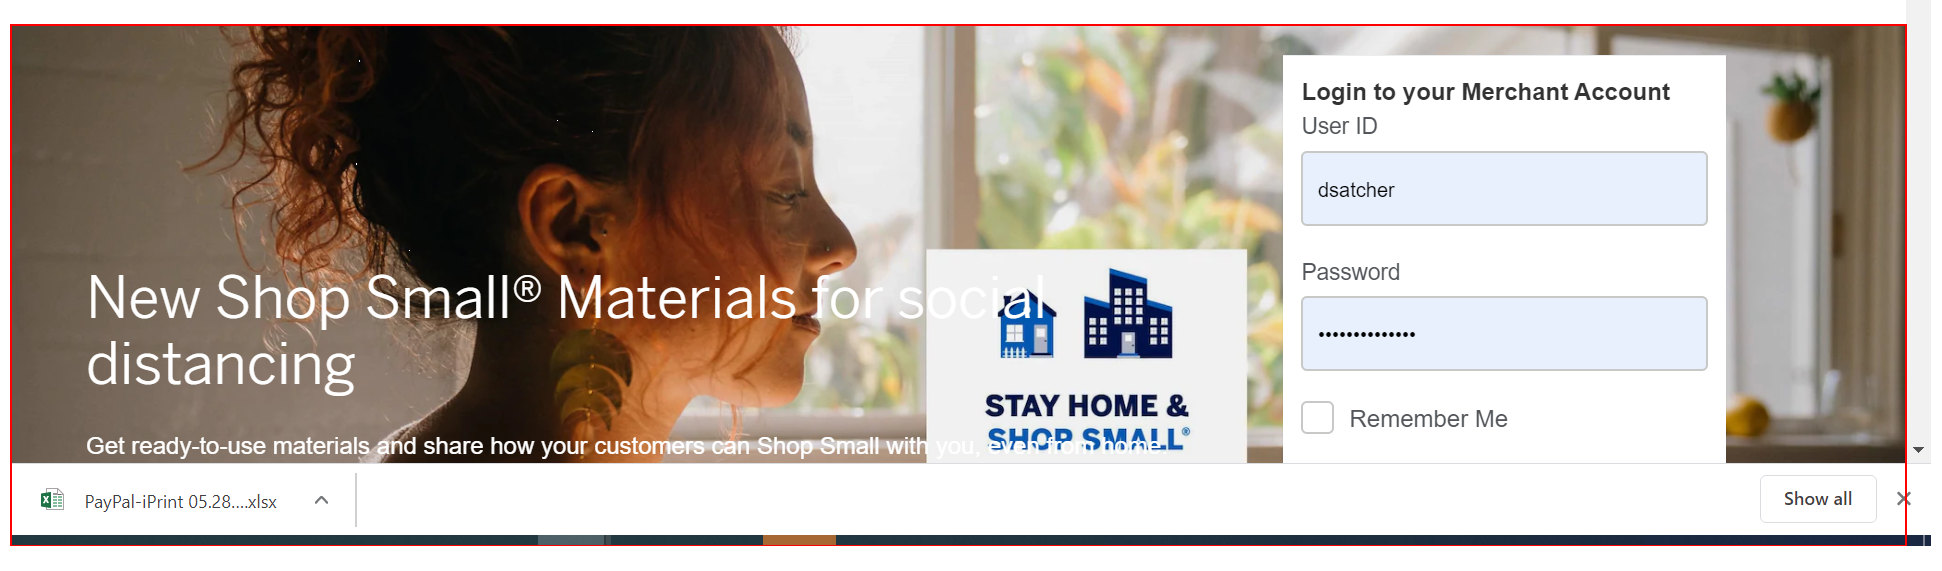 New Shop Small® Materials for social
distancing
Get ready-to-use materials and share how your customers can Shop Small with you, even from home.
STAY HOME &
SHOP SMALL®
Login to your Merchant Account
User ID
dsatcher
Password
••••••••••••••
Remember Me
PayPal-iPrint 05.28....xlsx
Show all